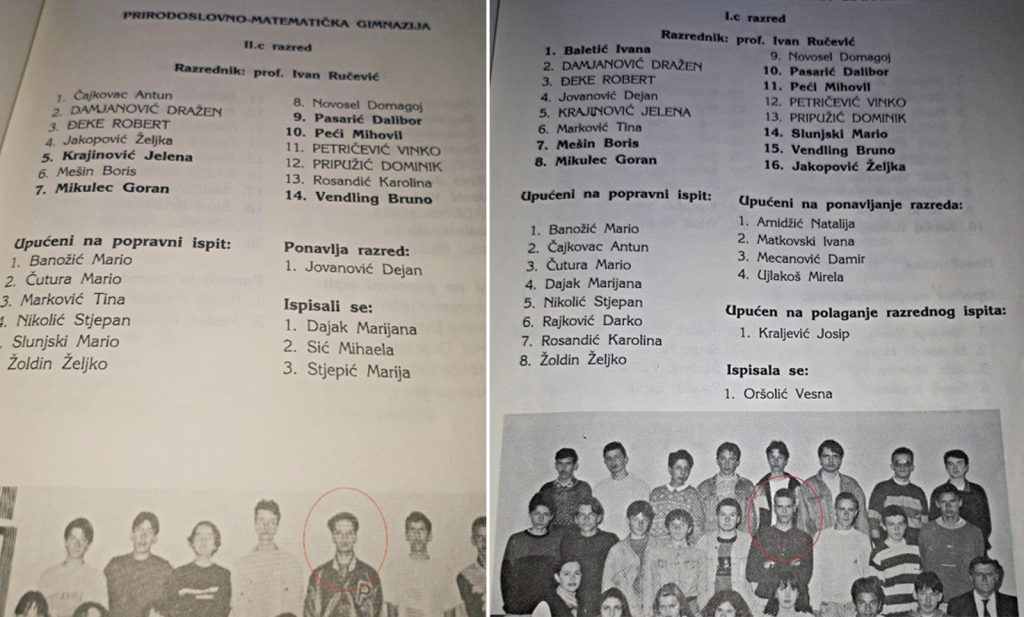 PRIRODOSLOVNO-MATEMATIČKA GIMNAZIJA
II.c razred
Razrednik: prof. Ivan Ručević
1. Čajkovac Antun
2. DAMJANOVIĆ DRAŽEN
3. ĐEKE ROBERT
4. Jakopović Željka
5. Krajinović Jelena
6. Mešin Boris
7. Mikulec Goran
8. Novosel Domagoj
9. Pasarić Dalibor
10. Peći Mihovil
11. PETRIČEVIĆ VINKO
12. PRIPUŽIĆ DOMINIK
13. Rosandić Karolina
14. Vendling Bruno
Upućeni na popravni ispit:
1. Banožić Mario
2. Čutura Mario
3. Marković Tina
4. Nikolić Stjepan
. Slunjski Mario
Žoldin Željko
Ponavlja razred:
1. Jovanović Dejan
Ispisali se:
1. Dajak Marijana
2. Sić Mihaela
3. Stjepić Marija
I.c razred
Razrednik: prof. Ivan Ručević
1. Baletić Ivana
2. DAMJANOVIĆ DRAŽEN
3. ĐEKE ROBERT
4. Jovanović Dejan
5. KRAJINOVIĆ JELENA
6. Marković Tina
7. Mešin Boris
8. Mikulec Goran
9. Novosel Domagoj
10. Pasarić Dalibor
11. Peći Mihovil
12. PETRIČEVIĆ VINKO
13. PRIPUŽIĆ DOMINIK
14. Slunjski Mario
15. Vendling Bruno
16. Jakopović Željka
Upućeni na popravni ispit:
1. Banožić Mario
2. Čajkovac Antun
3. Čutura Mario
4. Dajak Marijana
5. Nikolić Stjepan
6. Rajković Darko
7. Rosandić Karolina
8. Žoldin Željko
Upućeni na ponavljanje razreda:
1. Amidžić Natalija
2. Matkovski Ivana
3. Mecanović Damir
4. Ujlakoš Mirela
Upućen na polaganje razrednog ispita:
1. Kraljević Josip
Ispisala se:
1. Oršolić Vesna